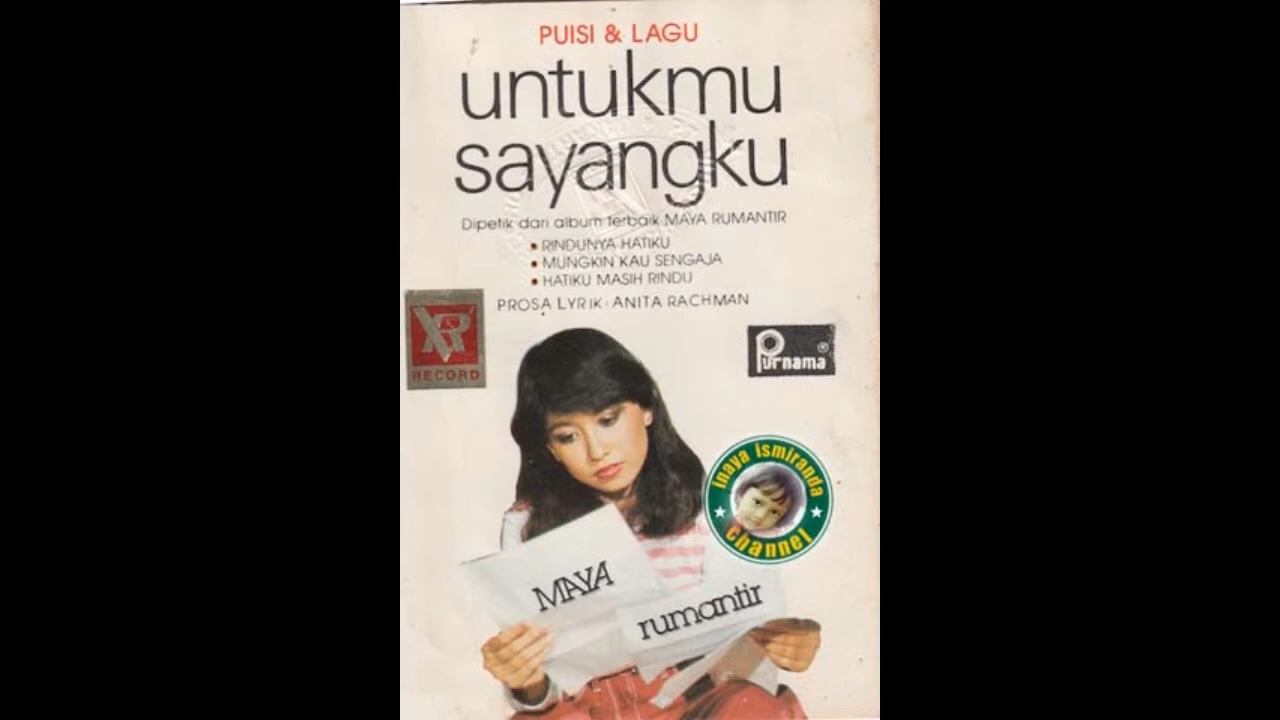 PUISI & LAGU
untukmu
sayangku
Dipetik dari album terbaik MAYA RUMANTIR
• RINDUNYA HATIKU
• MUNGKIN KAU SENGAJA
• HATIKU MASIH RINDU
PROSA LYRIK : ANITA RACHMAN
XR
RECORD
Purnama
inaya ismiranda
channel
MAYA
rumantir